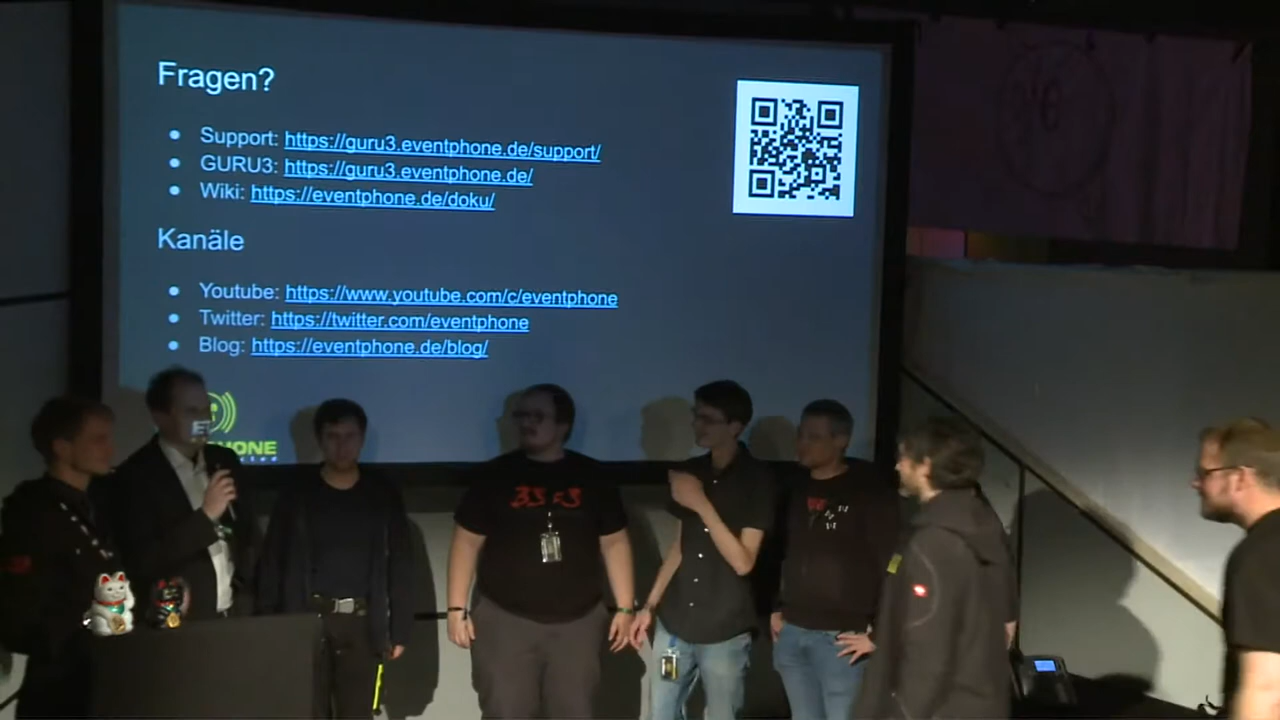 Fragen?
Support: https://guru3.eventphone.de/support/
GURU3: https://guru3.eventphone.de/
Wiki: https://eventphone.de/doku/
Kanäle
Youtube: https://www.youtube.com/c/eventphone
Twitter: https://twitter.com/eventphone
Blog: https://eventphone.de/blog/